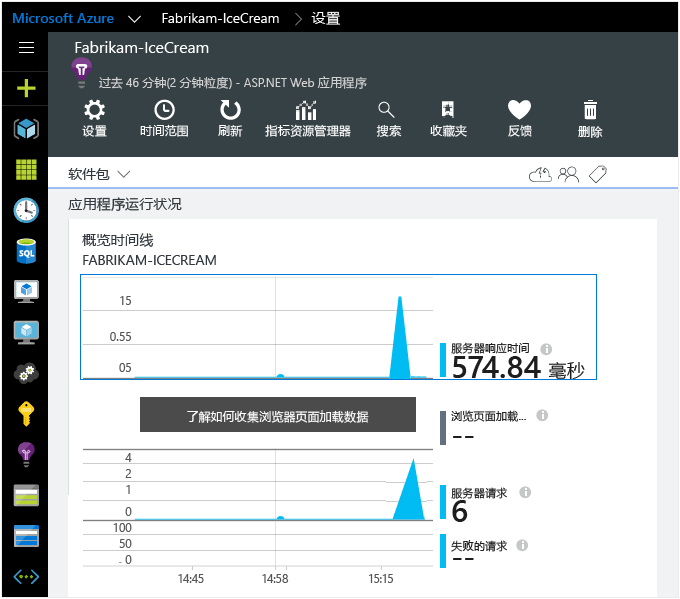 Microsoft Azure Fabrikam-IceCream 设置
Fabrikam-IceCream
过去 46 分钟(2 分钟粒度) - ASP.NET Web 应用程序
设置 时间范围 刷新 指标资源管理器 搜索 收藏夹 反馈 删除
软件包
应用程序运行状况
概览时间线
FABRIKAM-ICECREAM
15
0.55
05
服务器响应时间
574.84 毫秒
了解如何收集浏览器页面加载数据
浏览页面加载...
--
4
2
1
0
服务器请求
6
100
50
0
失败的请求
--
14:45 14:58 15:15
SQL